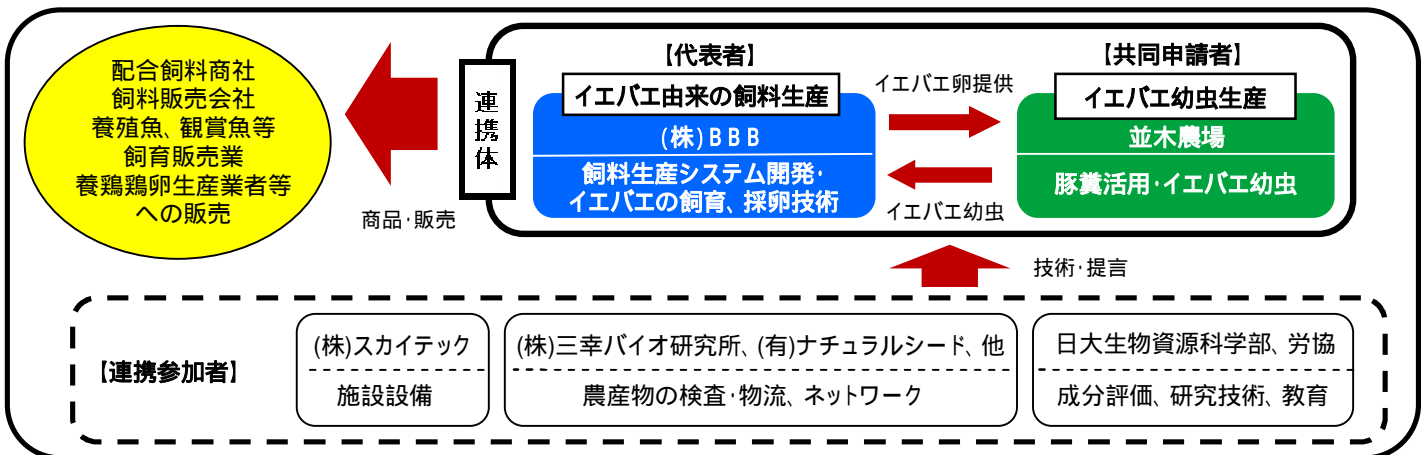 配合飼料商社
飼料販売会社
養殖魚、観賞魚等
飼育販売業
養鶏鶏卵生産業者等
への販売
商品・販売
連携体
【代表者】
イエバエ由来の飼料生産
(株)BBB
飼料生産システム開発・
イエバエの飼育、採卵技術
イエバエ卵提供
イエバエ幼虫
【共同申請者】
イエバエ幼虫生産
並木農場
豚糞活用・イエバエ幼虫
技術・提言
【連携参加者】
(株)スカイテック
施設設備
(株)三幸バイオ研究所、(有)ナチュラルシード、他
農産物の検査・物流、ネットワーク
日大生物資源科学部、労協
成分評価、研究技術、教育